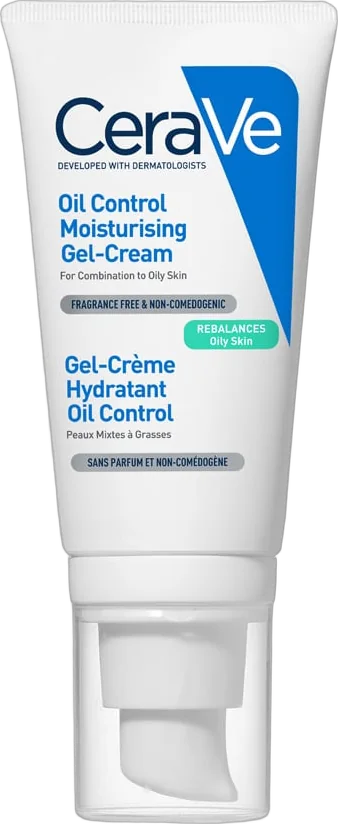 CeraVe
DEVELOPED WITH DERMATOLOGISTS
Oil Control
Moisturising
Gel-Cream
For Combination to Oily Skin
FRAGRANCE FREE & NON-COMEDOGENIC
REBALANCES
Oily Skin
Gel-Crème
Hydratant
Oil Control
Peaux Mixtes à Grasses
SANS PARFUM ET NON-COMÉDOGÈNE